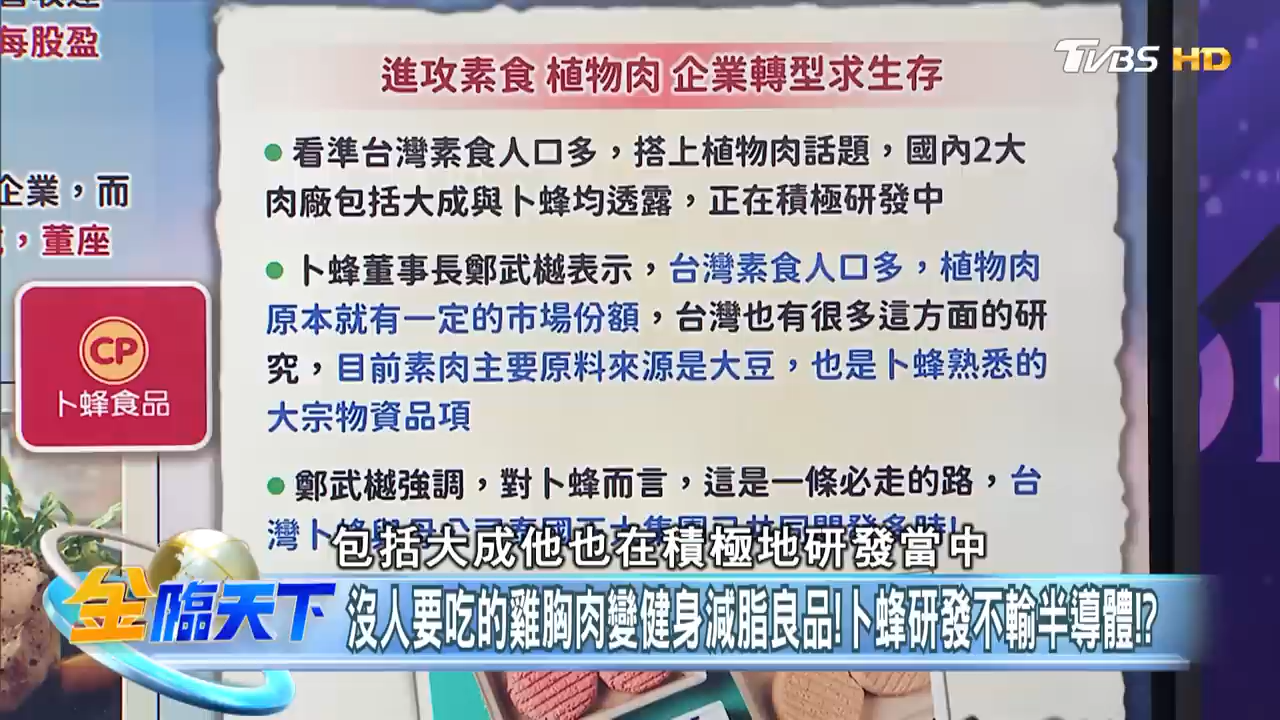 TVBS HD
每股盈
進攻素食 植物肉 企業轉型求生存
看準台灣素食人口多，搭上植物肉話題，國內2大
肉廠包括大成與卜蜂均透露，正在積極研發中
企業，而
，董座
卜蜂董事長鄭武樾表示，台灣素食人口多，植物肉
原本就有一定的市場份額，台灣也有很多這方面的研
究，目前素肉主要原料來源是大豆，也是卜蜂熟悉的
大宗物資品項
CP
卜蜂食品
鄭武樾強調，對卜蜂而言，這是一條必走的路，台
灣卜蜂
包括大成他也在積極地研發當中
金臨天下
沒人要吃的雞胸肉變健身減脂良品!卜蜂研發不輸半導體!?